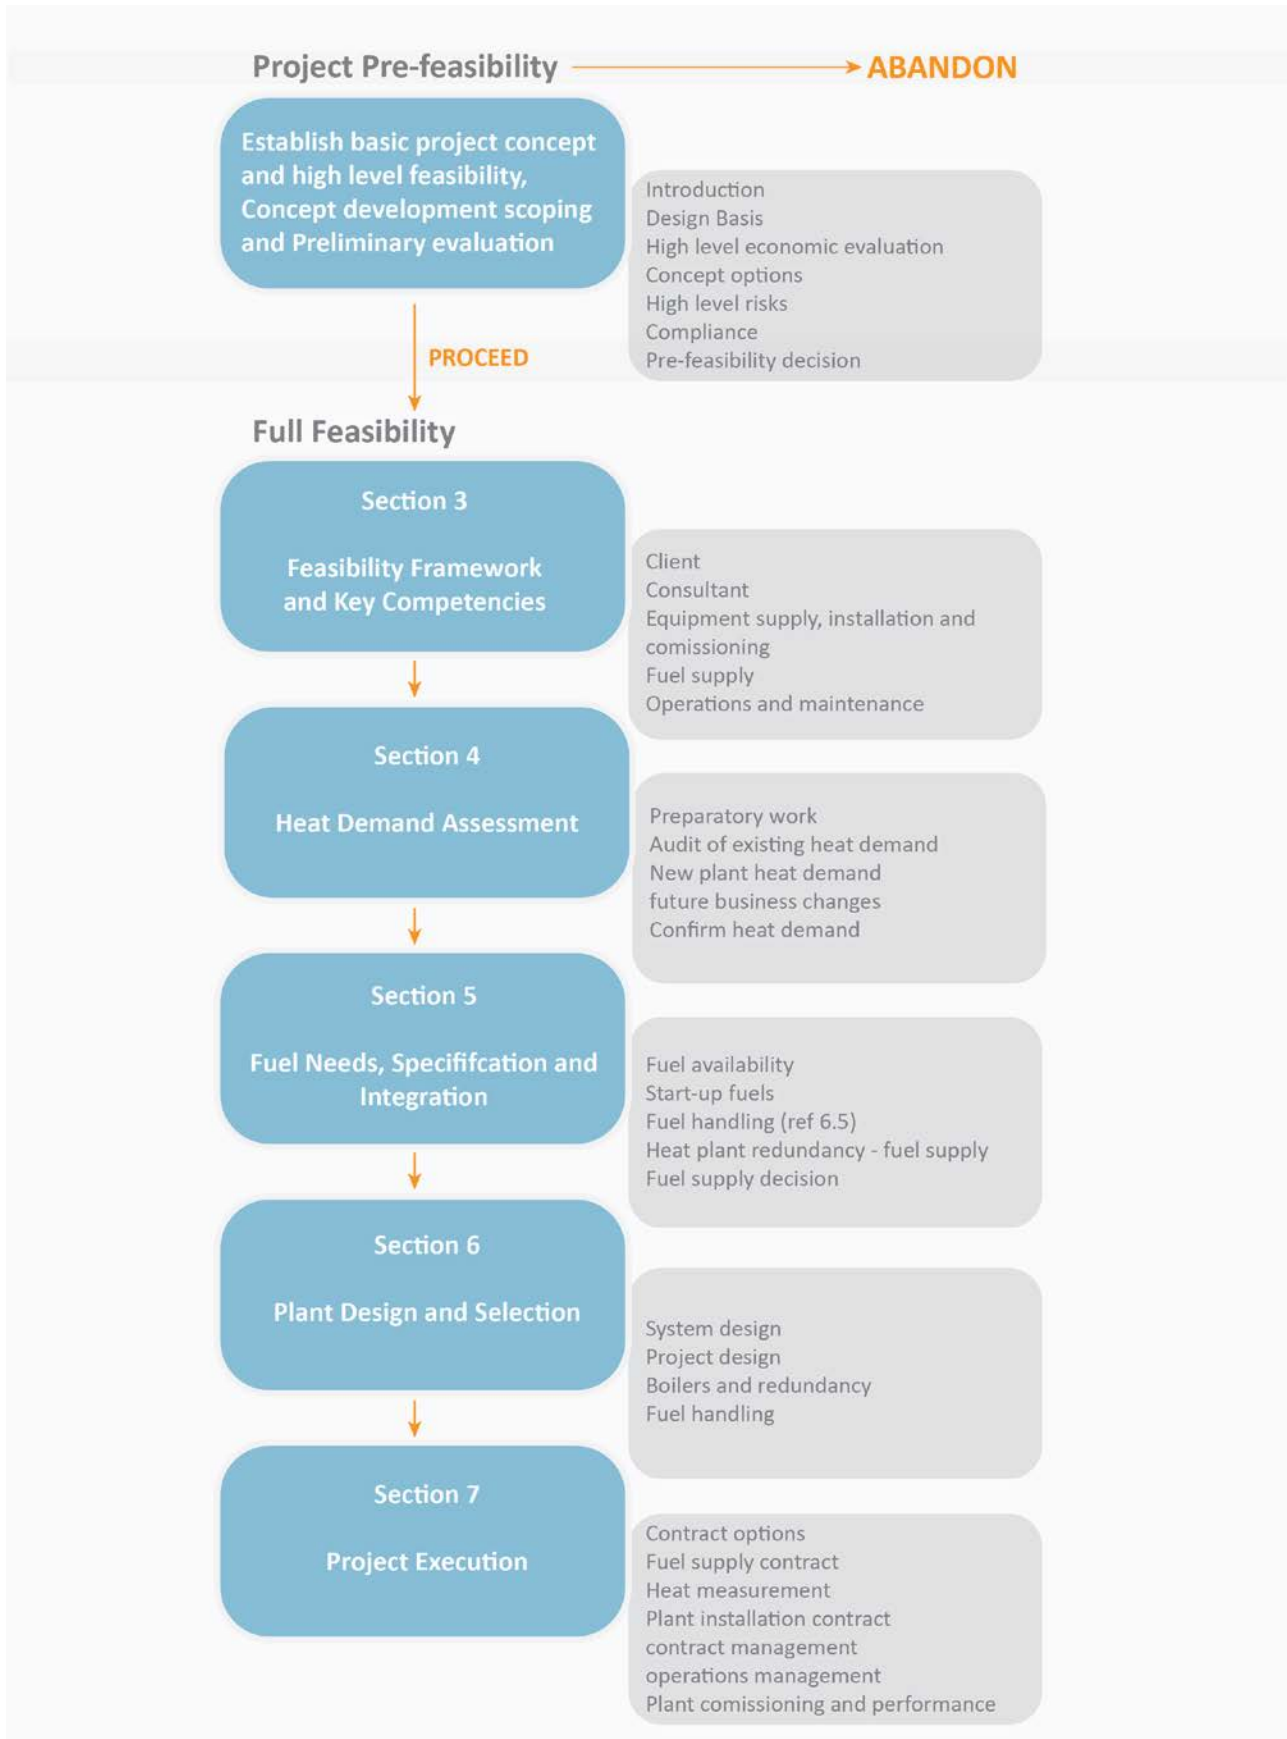 Project Pre-feasibility
ABANDON
Establish basic project concept
and high level feasibility,
Concept development scoping
and Preliminary evaluation
Introduction
Design Basis
High level economic evaluation
Concept options
High level risks
Compliance
Pre-feasibility decision
PROCEED
Full Feasibility
Section 3
Feasibility Framework
and Key Competencies
Client
Consultant
Equipment supply, installation and
comissioning
Fuel supply
Operations and maintenance
Section 4
Heat Demand Assessment
Preparatory work
Audit of existing heat demand
New plant heat demand
future business changes
Confirm heat demand
Section 5
Fuel Needs, Specififcation and
Integration
Fuel availability
Start-up fuels
Fuel handling (ref 6.5)
Heat plant redundancy - fuel supply
Fuel supply decision
Section 6
Plant Design and Selection
System design
Project design
Boilers and redundancy
Fuel handling
Section 7
Project Execution
Contract options
Fuel supply contract
Heat measurement
Plant installation contract
contract management
operations management
Plant comissioning and performance